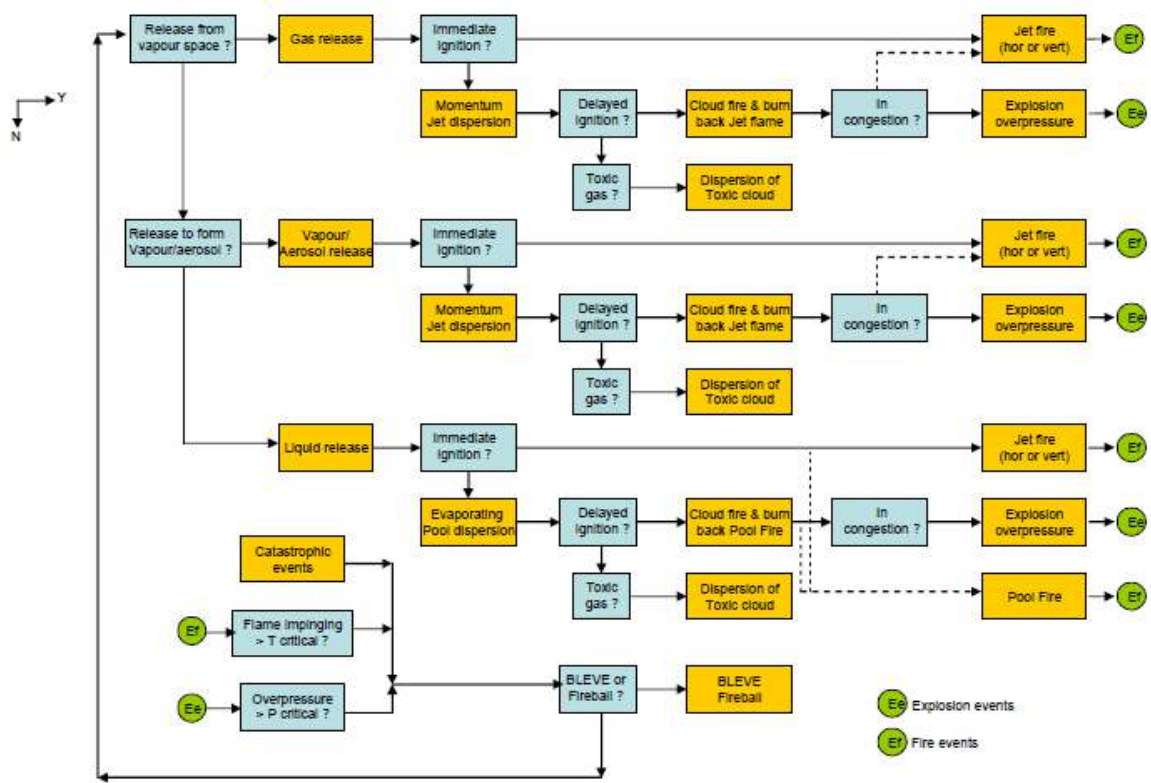 Release from
vapour space ?
Gas release
Immediate
Ignition ?
Jet fire
(hor or vert)
Ef
Y
N
Momentum
Jet dispersion
Delayed
Ignition ?
Cloud fire & burn
back Jet flame
In
congestion ?
Explosion
overpressure
Ee
Toxic
gas ?
Dispersion of
Toxic cloud
Release to form
Vapour/aerosol ?
Vapour/
Aerosol release
Immediate
Ignition ?
Jet fire
(hor or vert)
Ef
Momentum
Jet dispersion
Delayed
Ignition ?
Cloud fire & burn
back Jet flame
In
congestion ?
Explosion
overpressure
Ee
Toxic
gas ?
Dispersion of
Toxic cloud
Liquid release
Immediate
Ignition ?
Jet fire
(hor or vert)
Ef
Evaporating
Pool dispersion
Delayed
Ignition ?
Cloud fire & burn
back Pool Fire
In
congestion ?
Explosion
overpressure
Ee
Catastrophic
events
Toxic
gas ?
Dispersion of
Toxic cloud
Pool Fire
Ef
Ef
Flame impinging
> T critical ?
Ee
Overpressure
> P critical ?
BLEVE or
Fireball ?
BLEVE
Fireball
Ee Explosion events
Ef Fire events